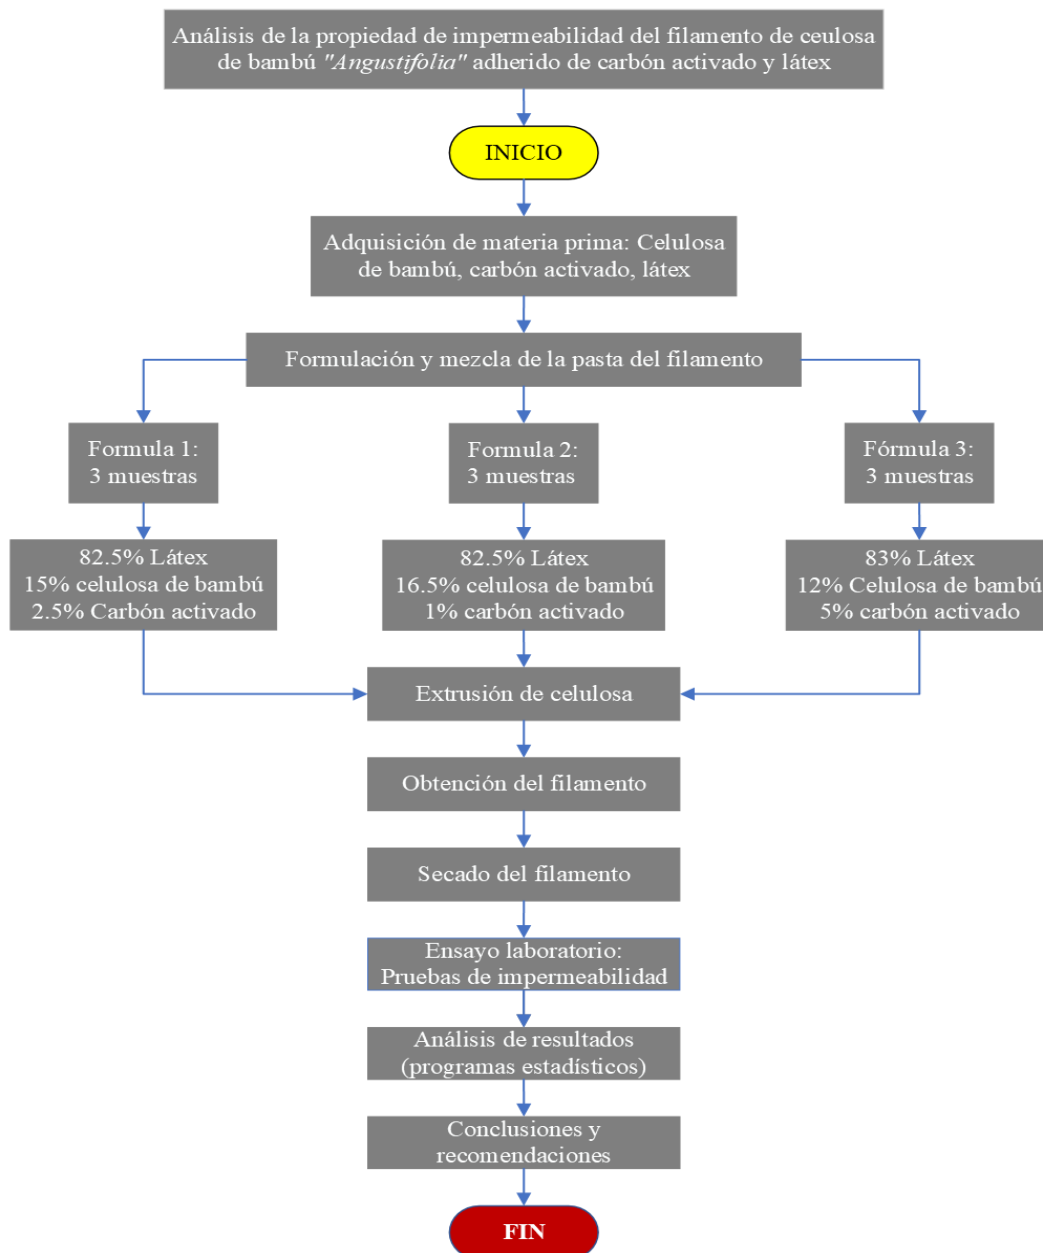 Análisis de la propiedad de impermeabilidad del filamento de ceulosa
de bambú "Angustifolia" adherido de carbón activado y látex
INICIO
Adquisición de materia prima: Celulosa
de bambú, carbón activado, látex
Formulación y mezcla de la pasta del filamento
Formula 1:
3 muestras
Formula 2:
3 muestras
Fórmula 3:
3 muestras
82.5% Látex
15% celulosa de bambú
2.5% Carbón activado
82.5% Látex
16.5% celulosa de bambú
1% carbón activado
83% Látex
12% Celulosa de bambú
5% carbón activado
Extrusión de celulosa
Obtención del filamento
Secado del filamento
Ensayo laboratorio:
Pruebas de impermeabilidad
Análisis de resultados
(programas estadísticos)
Conclusiones y
recomendaciones
FIN